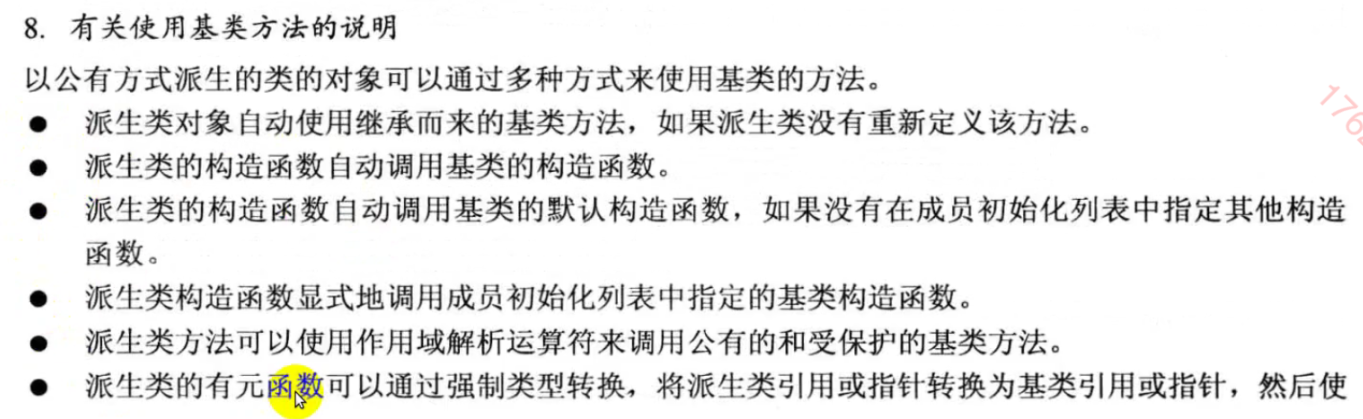 8. 有关使用基类方法的说明
以公有方式派生的类的对象可以通过多种方式来使用基类的方法。
● 派生类对象自动使用继承而来的基类方法，如果派生类没有重新定义该方法。
● 派生类的构造函数自动调用基类的构造函数。
● 派生类的构造函数自动调用基类的默认构造函数，如果没有在成员初始化列表中指定其他构造
函数。
● 派生类构造函数显式地调用成员初始化列表中指定的基类构造函数。
● 派生类方法可以使用作用域解析运算符来调用公有的和受保护的基类方法。
● 派生类的有元函数可以通过强制类型转换，将派生类引用或指针转换为基类引用或指针，然后使